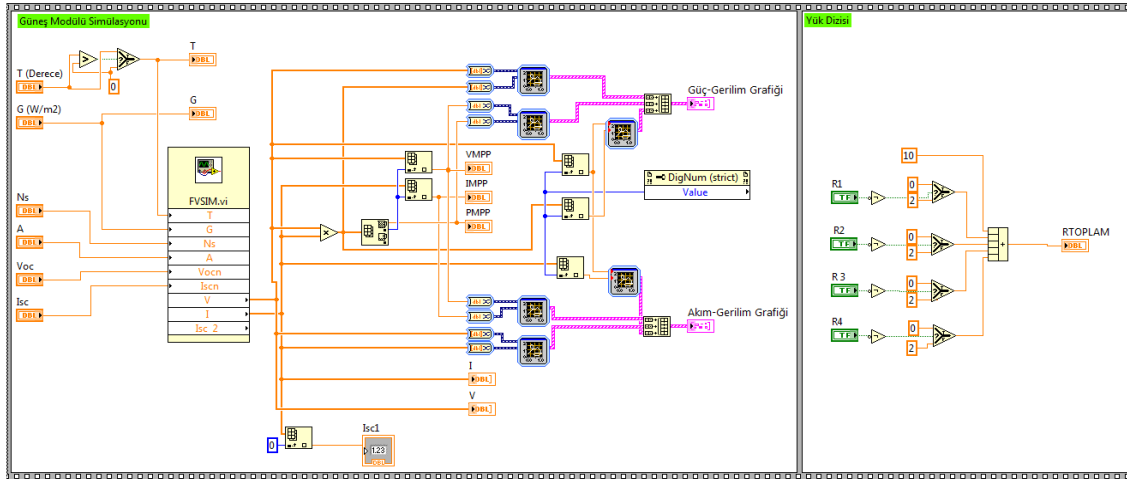 Güneş Modülü Simülasyonu
T
DBL
T (Derece)
DBL
0
G
DBL
G (W/m2)
DBL
FVSIM.vi
T
G
Ns
A
Vocn
Iscn
V
I
Isc 2
Ns
DBL
A
DBL
Voc
DBL
Isc
DBL
VMPP
DBL
IMPP
DBL
PMPP
DBL
Güç-Gerilim Grafiği
DigNum (strict)
Value
Akım-Gerilim Grafiği
I
DBL
V
DBL
0
Isc1
1.23
DBL
Yük Dizisi
10
R1
TF
0
2
R2
TF
0
2
R 3
TF
0
2
R4
TF
0
2
RTOPLAM
DBL